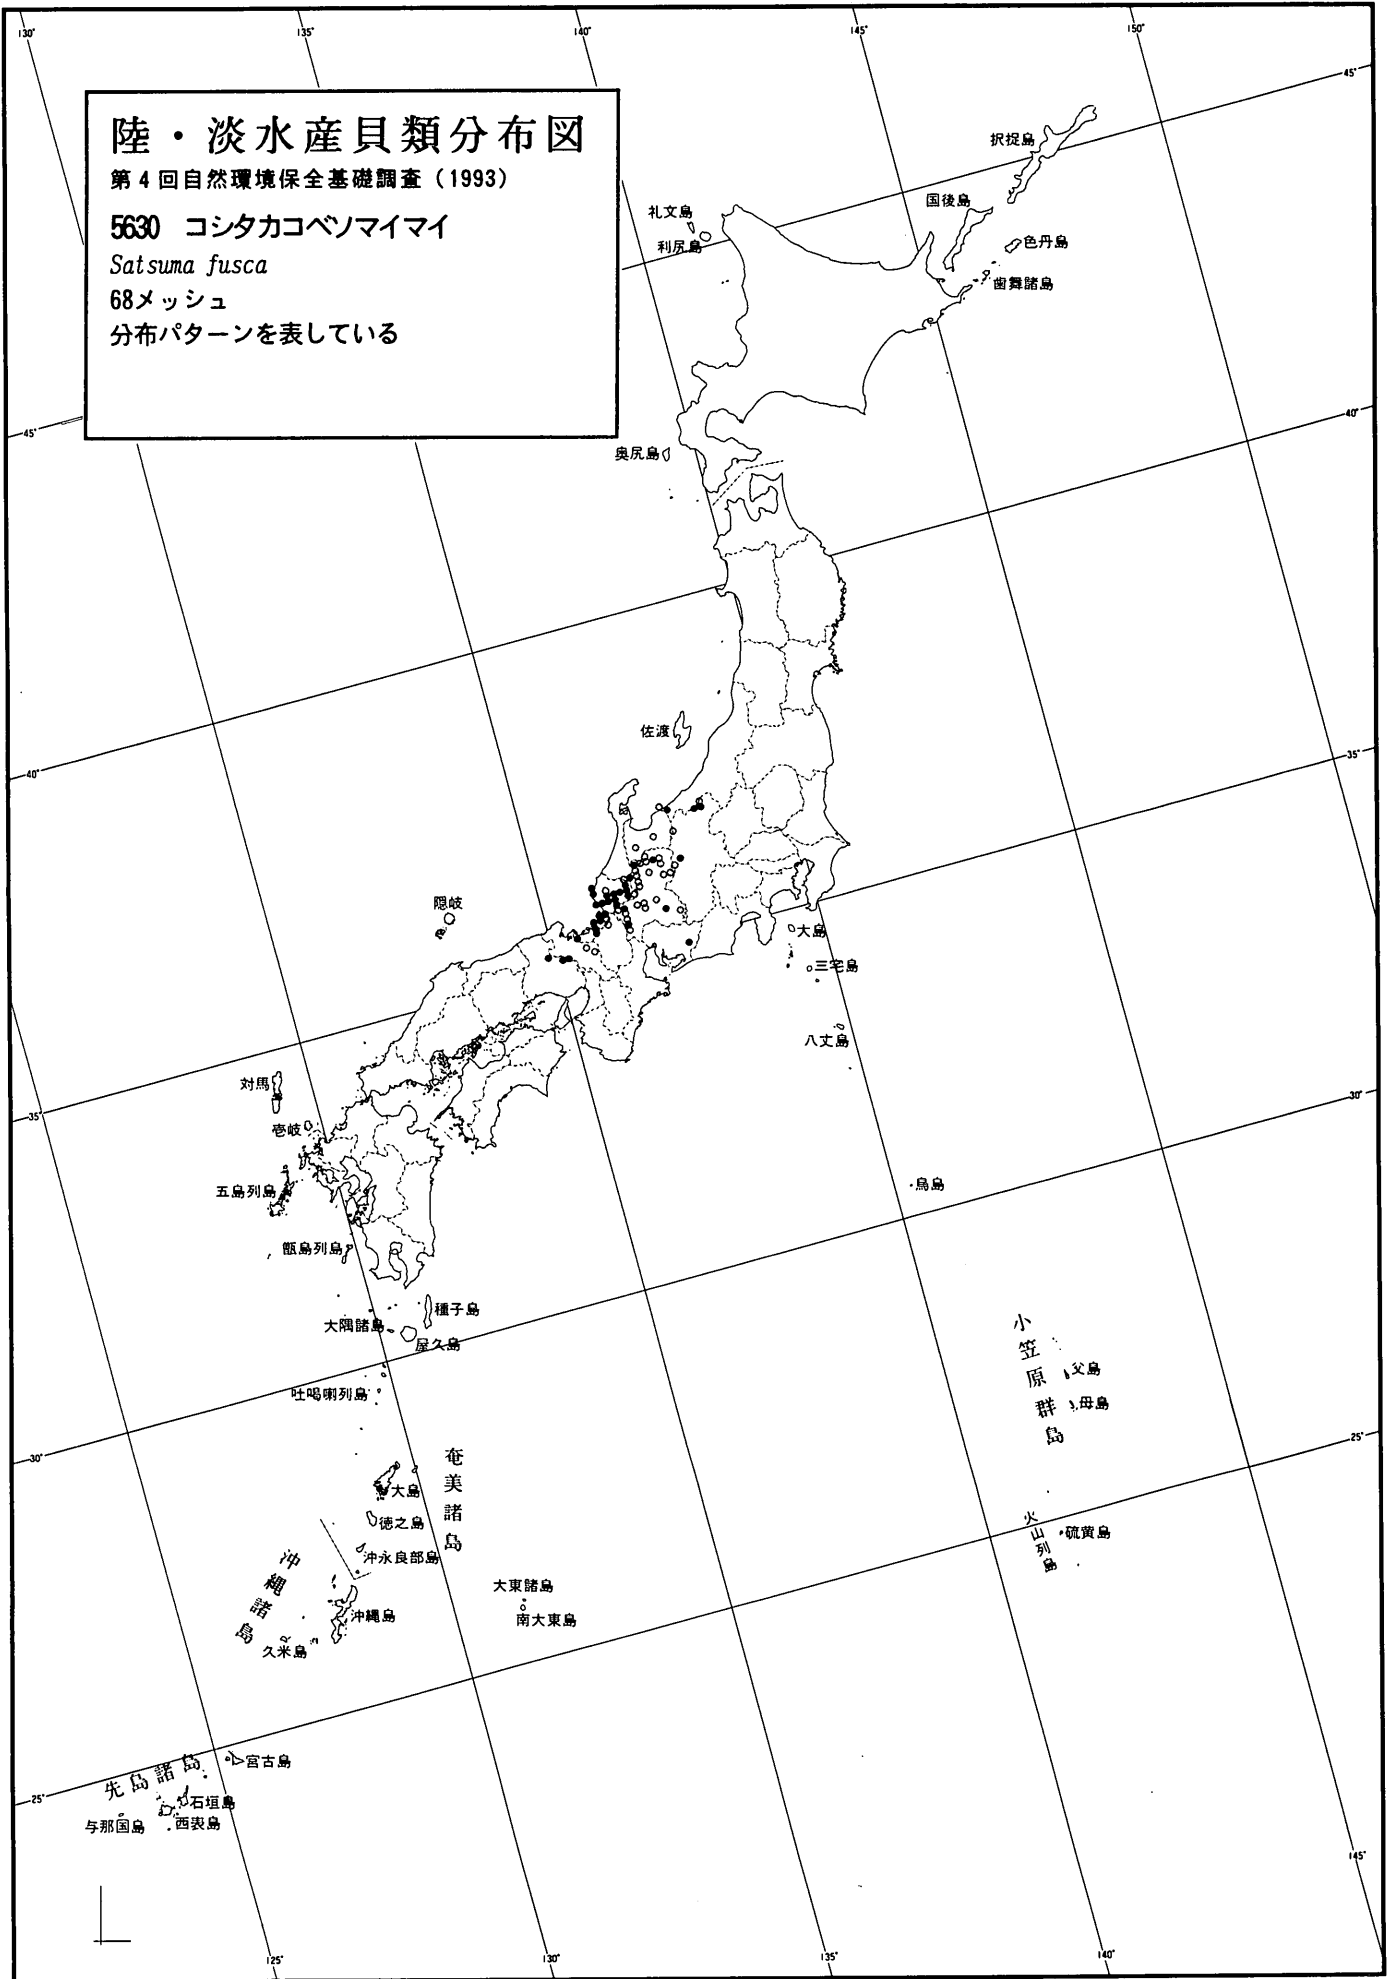 130°
135°
140°
145°
150°
陸・淡水産貝類分布図
第4回自然環境保全基礎調査（1993）
5630 コシタカコベソマイマイ
Satsuma fusca
68メッシュ
分布パターンを表している
45°
択捉島
国後島
礼文島
利尻島
色丹島
歯舞諸島
45°
40°
奥尻島
佐渡
35°
40°
隠岐
大島
三宅島
八丈島
対馬
35°
壱岐
30°
五島列島
鳥島
甑島列島
種子島
大隅諸島
屋久島
小笠原群島
父島
母島
吐喝喇列島
25°
30°
奄美諸島
大島
徳之島
火山列島
硫黄島
沖永良部島
沖縄諸島
大東諸島
南大東島
沖縄島
久米島
宮古島
先島諸島
25°
石垣島
与那国島
西表島
145°
125°
130°
135°
140°